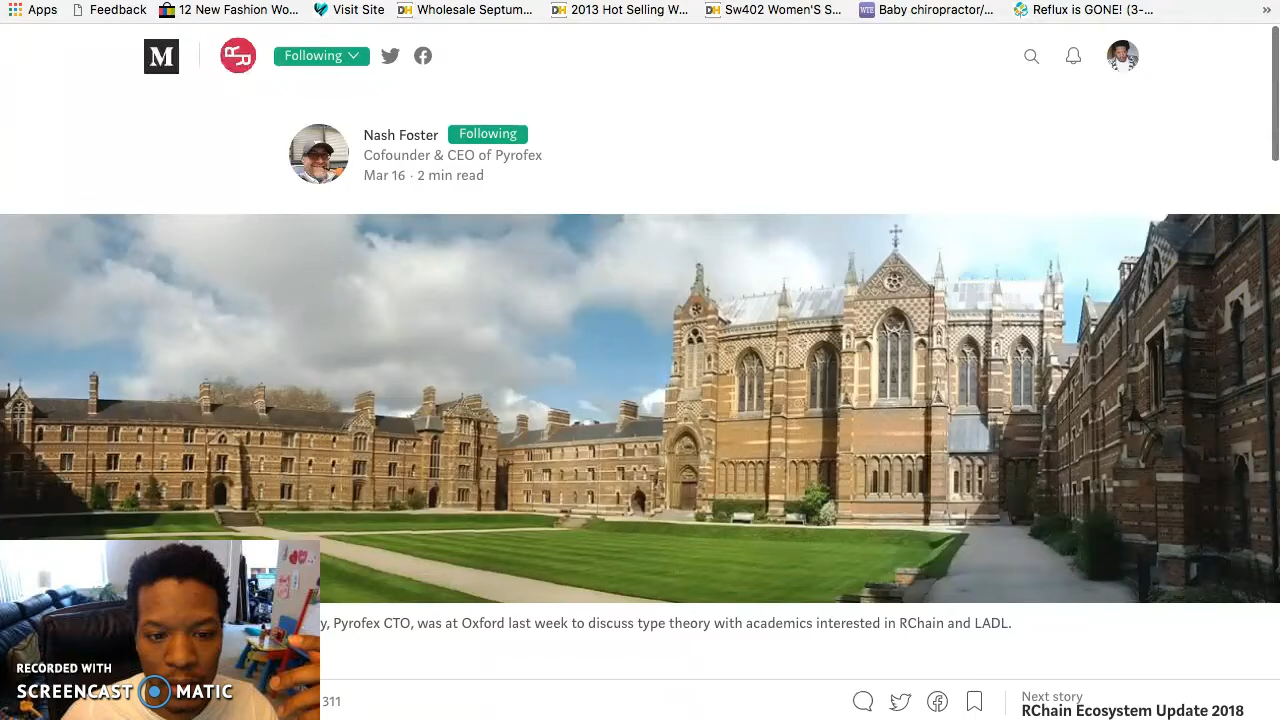 Apps Feedback 12 New Fashion Wo... Visit Site Wholesale Septum... 2013 Hot Selling W... Sw402 Women'S S... Baby chiropractor/... Reflux is GONE! (3-... »
M RR Following
Nash Foster Following
Cofounder & CEO of Pyrofex
Mar 16 · 2 min read
y, Pyrofex CTO, was at Oxford last week to discuss type theory with academics interested in RChain and LADL.
RECORDED WITH
SCREENCAST MATIC
311
Next story
RChain Ecosystem Update 2018